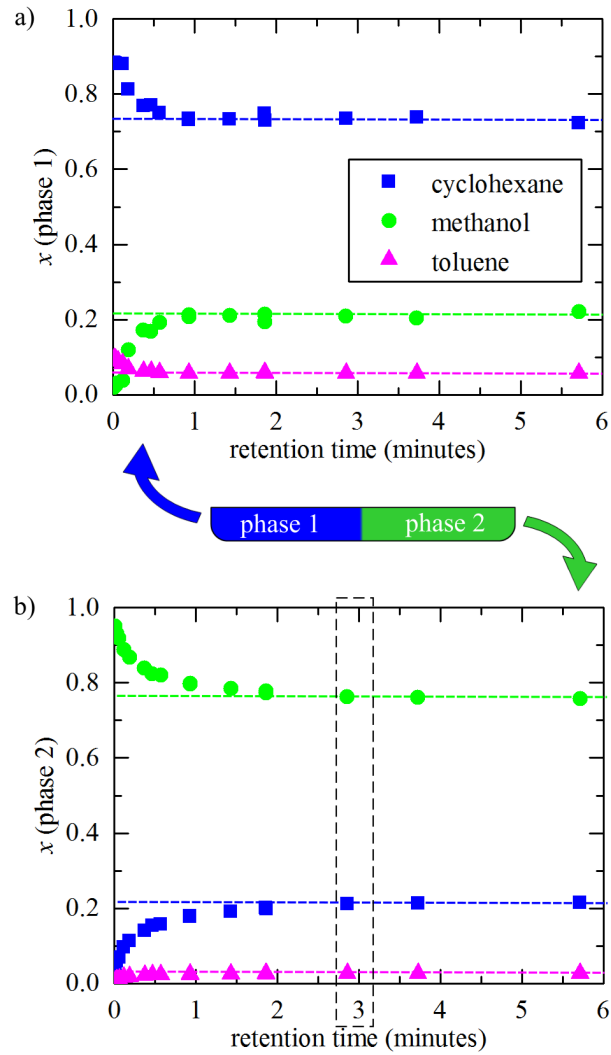 a)
1.0
0.8
0.6
0.4
0.2
0.0
x (phase 1)
cyclohexane
methanol
toluene
0 1 2 3 4 5 6
retention time (minutes)
phase 1 phase 2
b)
1.0
0.8
0.6
0.4
0.2
0.0
x (phase 2)
0 1 2 3 4 5 6
retention time (minutes)